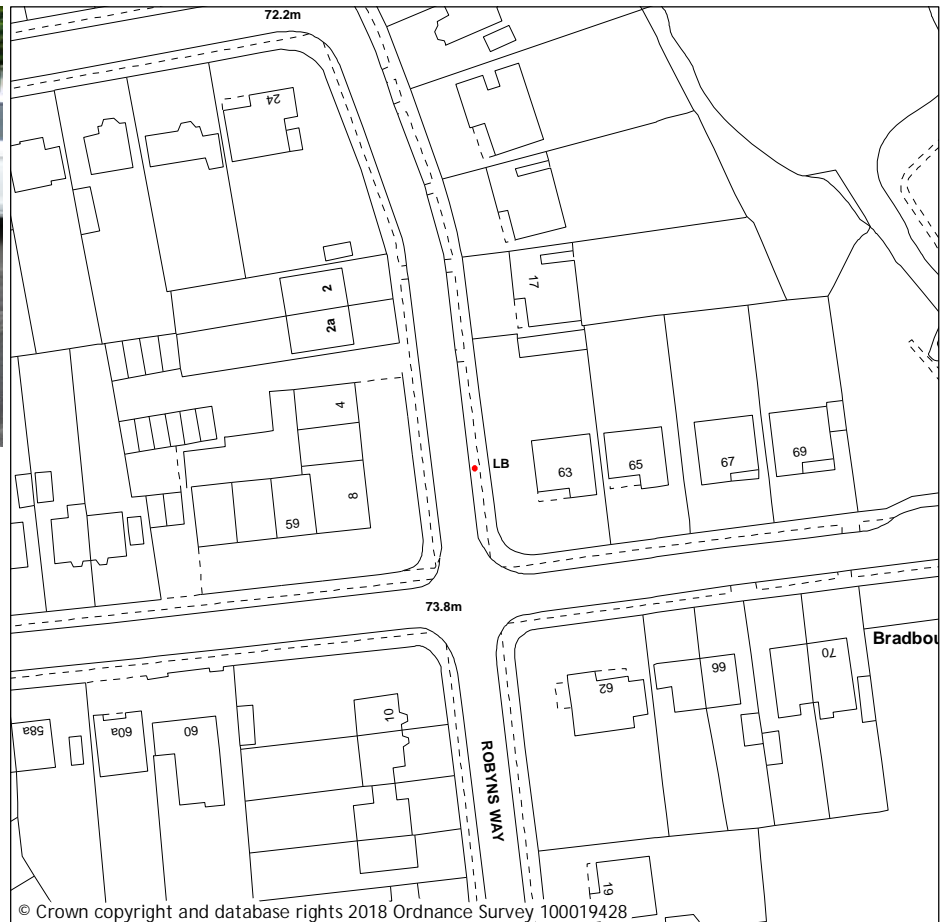 72.2m
24
2
2a
17
4
LB
63
65
67
69
8
59
73.8m
Bradbou
62
66
70
58a
60a
60
10
ROBYNS WAY
19
© Crown copyright and database rights 2018 Ordnance Survey 100019428